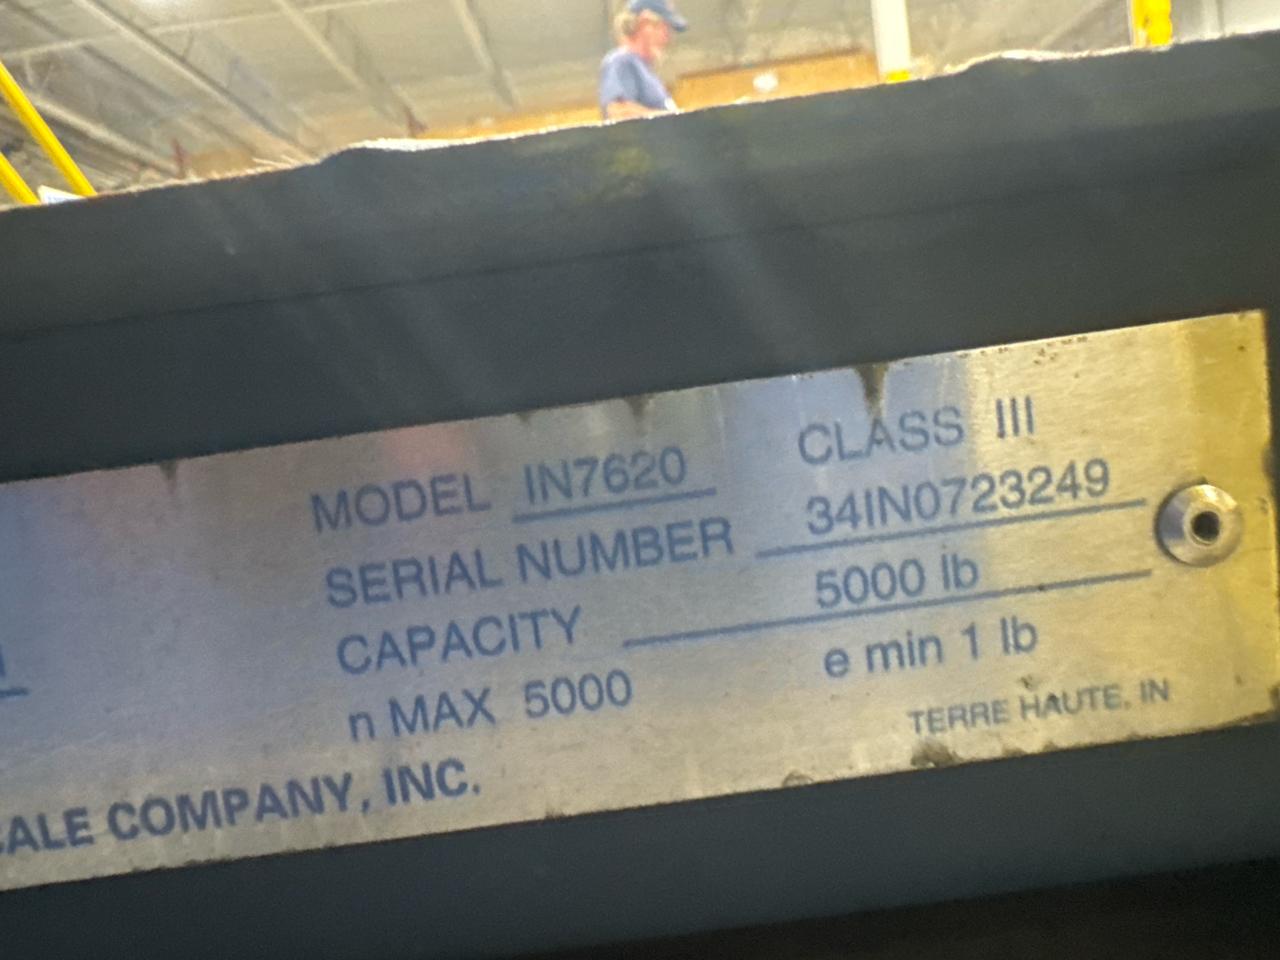 MODEL IN7620 CLASS III
SERIAL NUMBER 34IN0723249
CAPACITY 5000 lb
n MAX 5000 e min 1 lb
TERRE HAUTE, IN
COMPANY, INC.